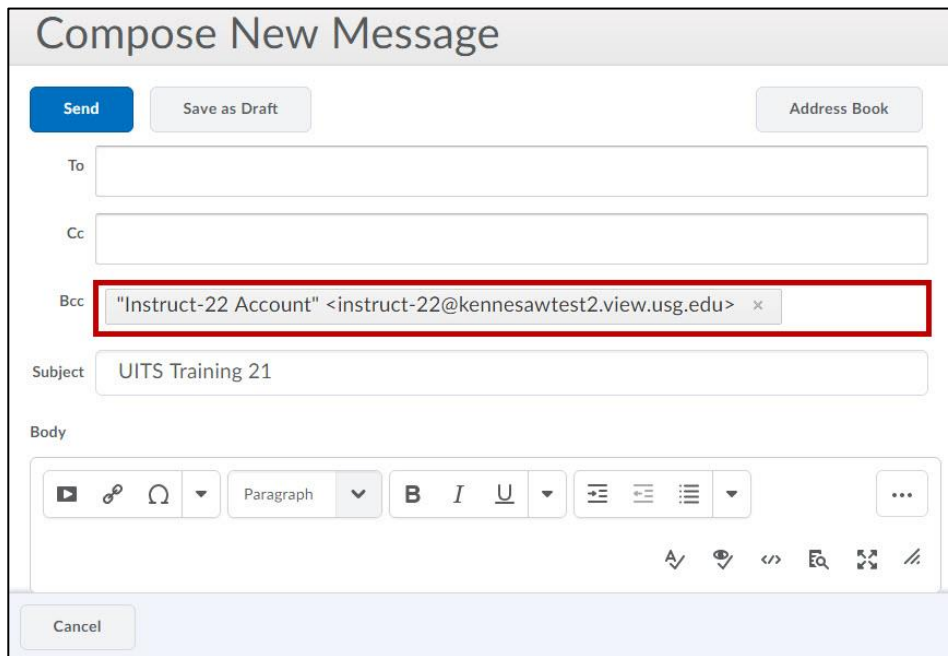 Compose New Message
Send Save as Draft Address Book
To
Cc
Bcc "Instruct-22 Account" <instruct-22@kennesawtest2.view.usg.edu> ×
Subject UITS Training 21
Body
Paragraph B I U
Cancel